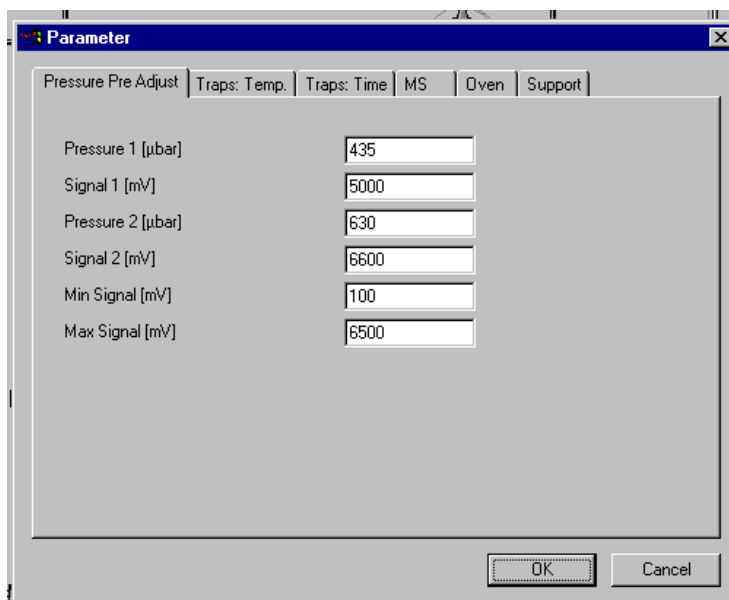 Parameter
Pressure Pre Adjust Traps: Temp. Traps: Time MS Oven Support
Pressure 1 [µbar] 435
Signal 1 [mV] 5000
Pressure 2 [µbar] 630
Signal 2 [mV] 6600
Min Signal [mV] 100
Max Signal [mV] 6500
OK Cancel